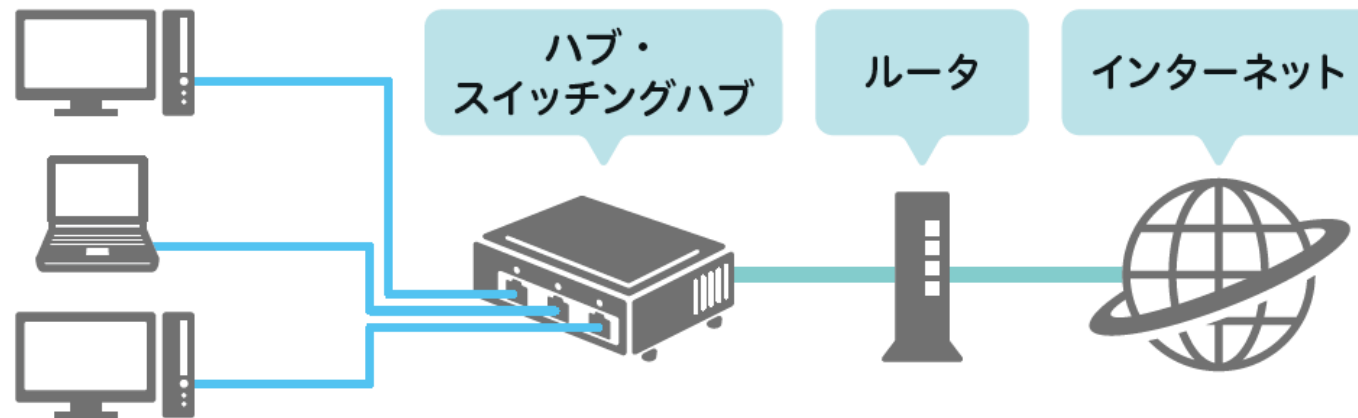 ハブ・
スイッチングハブ
ルータ
インターネット